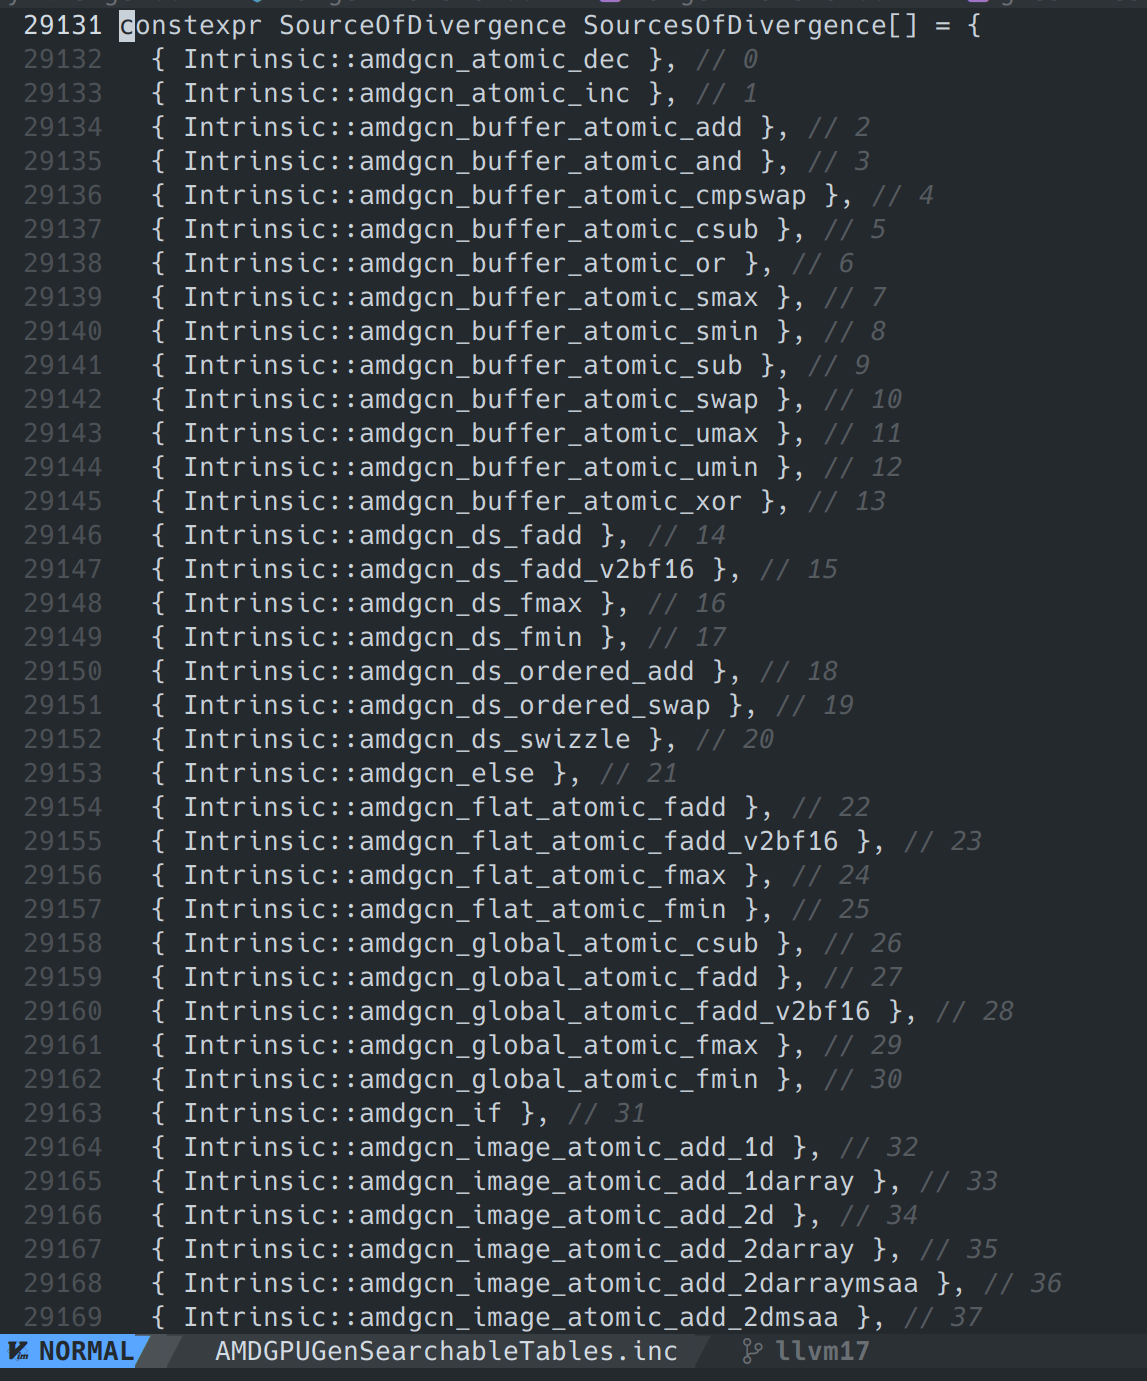 29131 constexpr SourceOfDivergence SourcesOfDivergence[] = {
29132   { Intrinsic::amdgcn_atomic_dec }, // 0
29133   { Intrinsic::amdgcn_atomic_inc }, // 1
29134   { Intrinsic::amdgcn_buffer_atomic_add }, // 2
29135   { Intrinsic::amdgcn_buffer_atomic_and }, // 3
29136   { Intrinsic::amdgcn_buffer_atomic_cmpswap }, // 4
29137   { Intrinsic::amdgcn_buffer_atomic_csub }, // 5
29138   { Intrinsic::amdgcn_buffer_atomic_or }, // 6
29139   { Intrinsic::amdgcn_buffer_atomic_smax }, // 7
29140   { Intrinsic::amdgcn_buffer_atomic_smin }, // 8
29141   { Intrinsic::amdgcn_buffer_atomic_sub }, // 9
29142   { Intrinsic::amdgcn_buffer_atomic_swap }, // 10
29143   { Intrinsic::amdgcn_buffer_atomic_umax }, // 11
29144   { Intrinsic::amdgcn_buffer_atomic_umin }, // 12
29145   { Intrinsic::amdgcn_buffer_atomic_xor }, // 13
29146   { Intrinsic::amdgcn_ds_fadd }, // 14
29147   { Intrinsic::amdgcn_ds_fadd_v2bf16 }, // 15
29148   { Intrinsic::amdgcn_ds_fmax }, // 16
29149   { Intrinsic::amdgcn_ds_fmin }, // 17
29150   { Intrinsic::amdgcn_ds_ordered_add }, // 18
29151   { Intrinsic::amdgcn_ds_ordered_swap }, // 19
29152   { Intrinsic::amdgcn_ds_swizzle }, // 20
29153   { Intrinsic::amdgcn_else }, // 21
29154   { Intrinsic::amdgcn_flat_atomic_fadd }, // 22
29155   { Intrinsic::amdgcn_flat_atomic_fadd_v2bf16 }, // 23
29156   { Intrinsic::amdgcn_flat_atomic_fmax }, // 24
29157   { Intrinsic::amdgcn_flat_atomic_fmin }, // 25
29158   { Intrinsic::amdgcn_global_atomic_csub }, // 26
29159   { Intrinsic::amdgcn_global_atomic_fadd }, // 27
29160   { Intrinsic::amdgcn_global_atomic_fadd_v2bf16 }, // 28
29161   { Intrinsic::amdgcn_global_atomic_fmax }, // 29
29162   { Intrinsic::amdgcn_global_atomic_fmin }, // 30
29163   { Intrinsic::amdgcn_if }, // 31
29164   { Intrinsic::amdgcn_image_atomic_add_1d }, // 32
29165   { Intrinsic::amdgcn_image_atomic_add_1darray }, // 33
29166   { Intrinsic::amdgcn_image_atomic_add_2d }, // 34
29167   { Intrinsic::amdgcn_image_atomic_add_2darray }, // 35
29168   { Intrinsic::amdgcn_image_atomic_add_2darraymsaa }, // 36
29169   { Intrinsic::amdgcn_image_atomic_add_2dmsaa }, // 37
NORMAL AMDGPUGenSearchableTables.inc llvm17